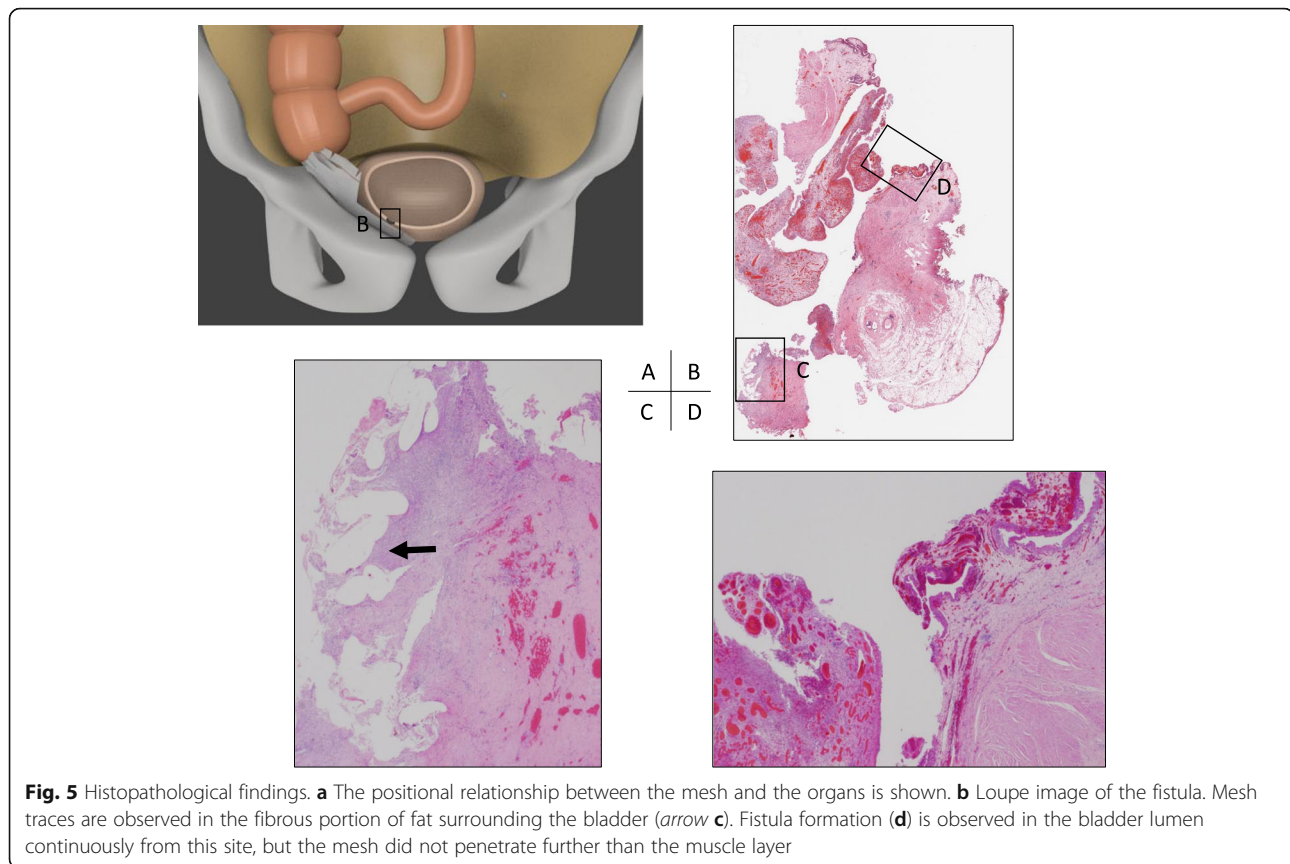 B
D
C
A B
C D
Fig. 5 Histopathological findings. a The positional relationship between the mesh and the organs is shown. b Loupe image of the fistula. Mesh
traces are observed in the fibrous portion of fat surrounding the bladder (arrow c). Fistula formation (d) is observed in the bladder lumen
continuously from this site, but the mesh did not penetrate further than the muscle layer